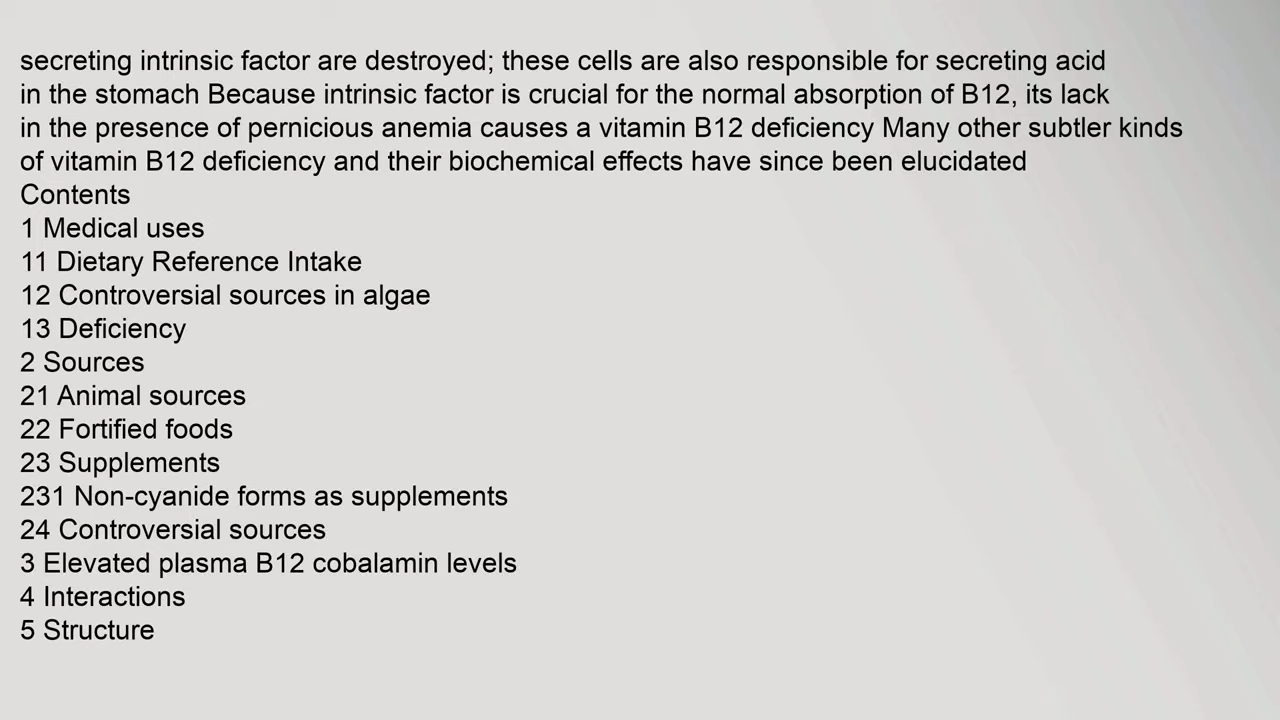 secreting intrinsic factor are destroyed; these cells are also responsible for secreting acid
in the stomach Because intrinsic factor is crucial for the normal absorption of B12, its lack
in the presence of pernicious anemia causes a vitamin B12 deficiency Many other subtler kinds
of vitamin B12 deficiency and their biochemical effects have since been elucidated
Contents
1 Medical uses
11 Dietary Reference Intake
12 Controversial sources in algae
13 Deficiency
2 Sources
21 Animal sources
22 Fortified foods
23 Supplements
231 Non-cyanide forms as supplements
24 Controversial sources
3 Elevated plasma B12 cobalamin levels
4 Interactions
5 Structure